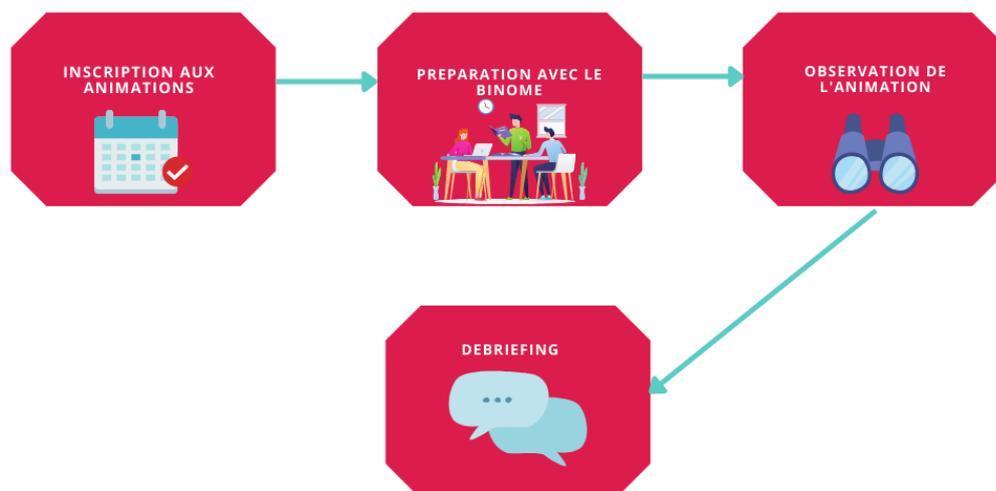 INSCRIPTION AUX
ANIMATIONS
PREPARATION AVEC LE
BINOME
OBSERVATION DE
L'ANIMATION
DEBRIEFING